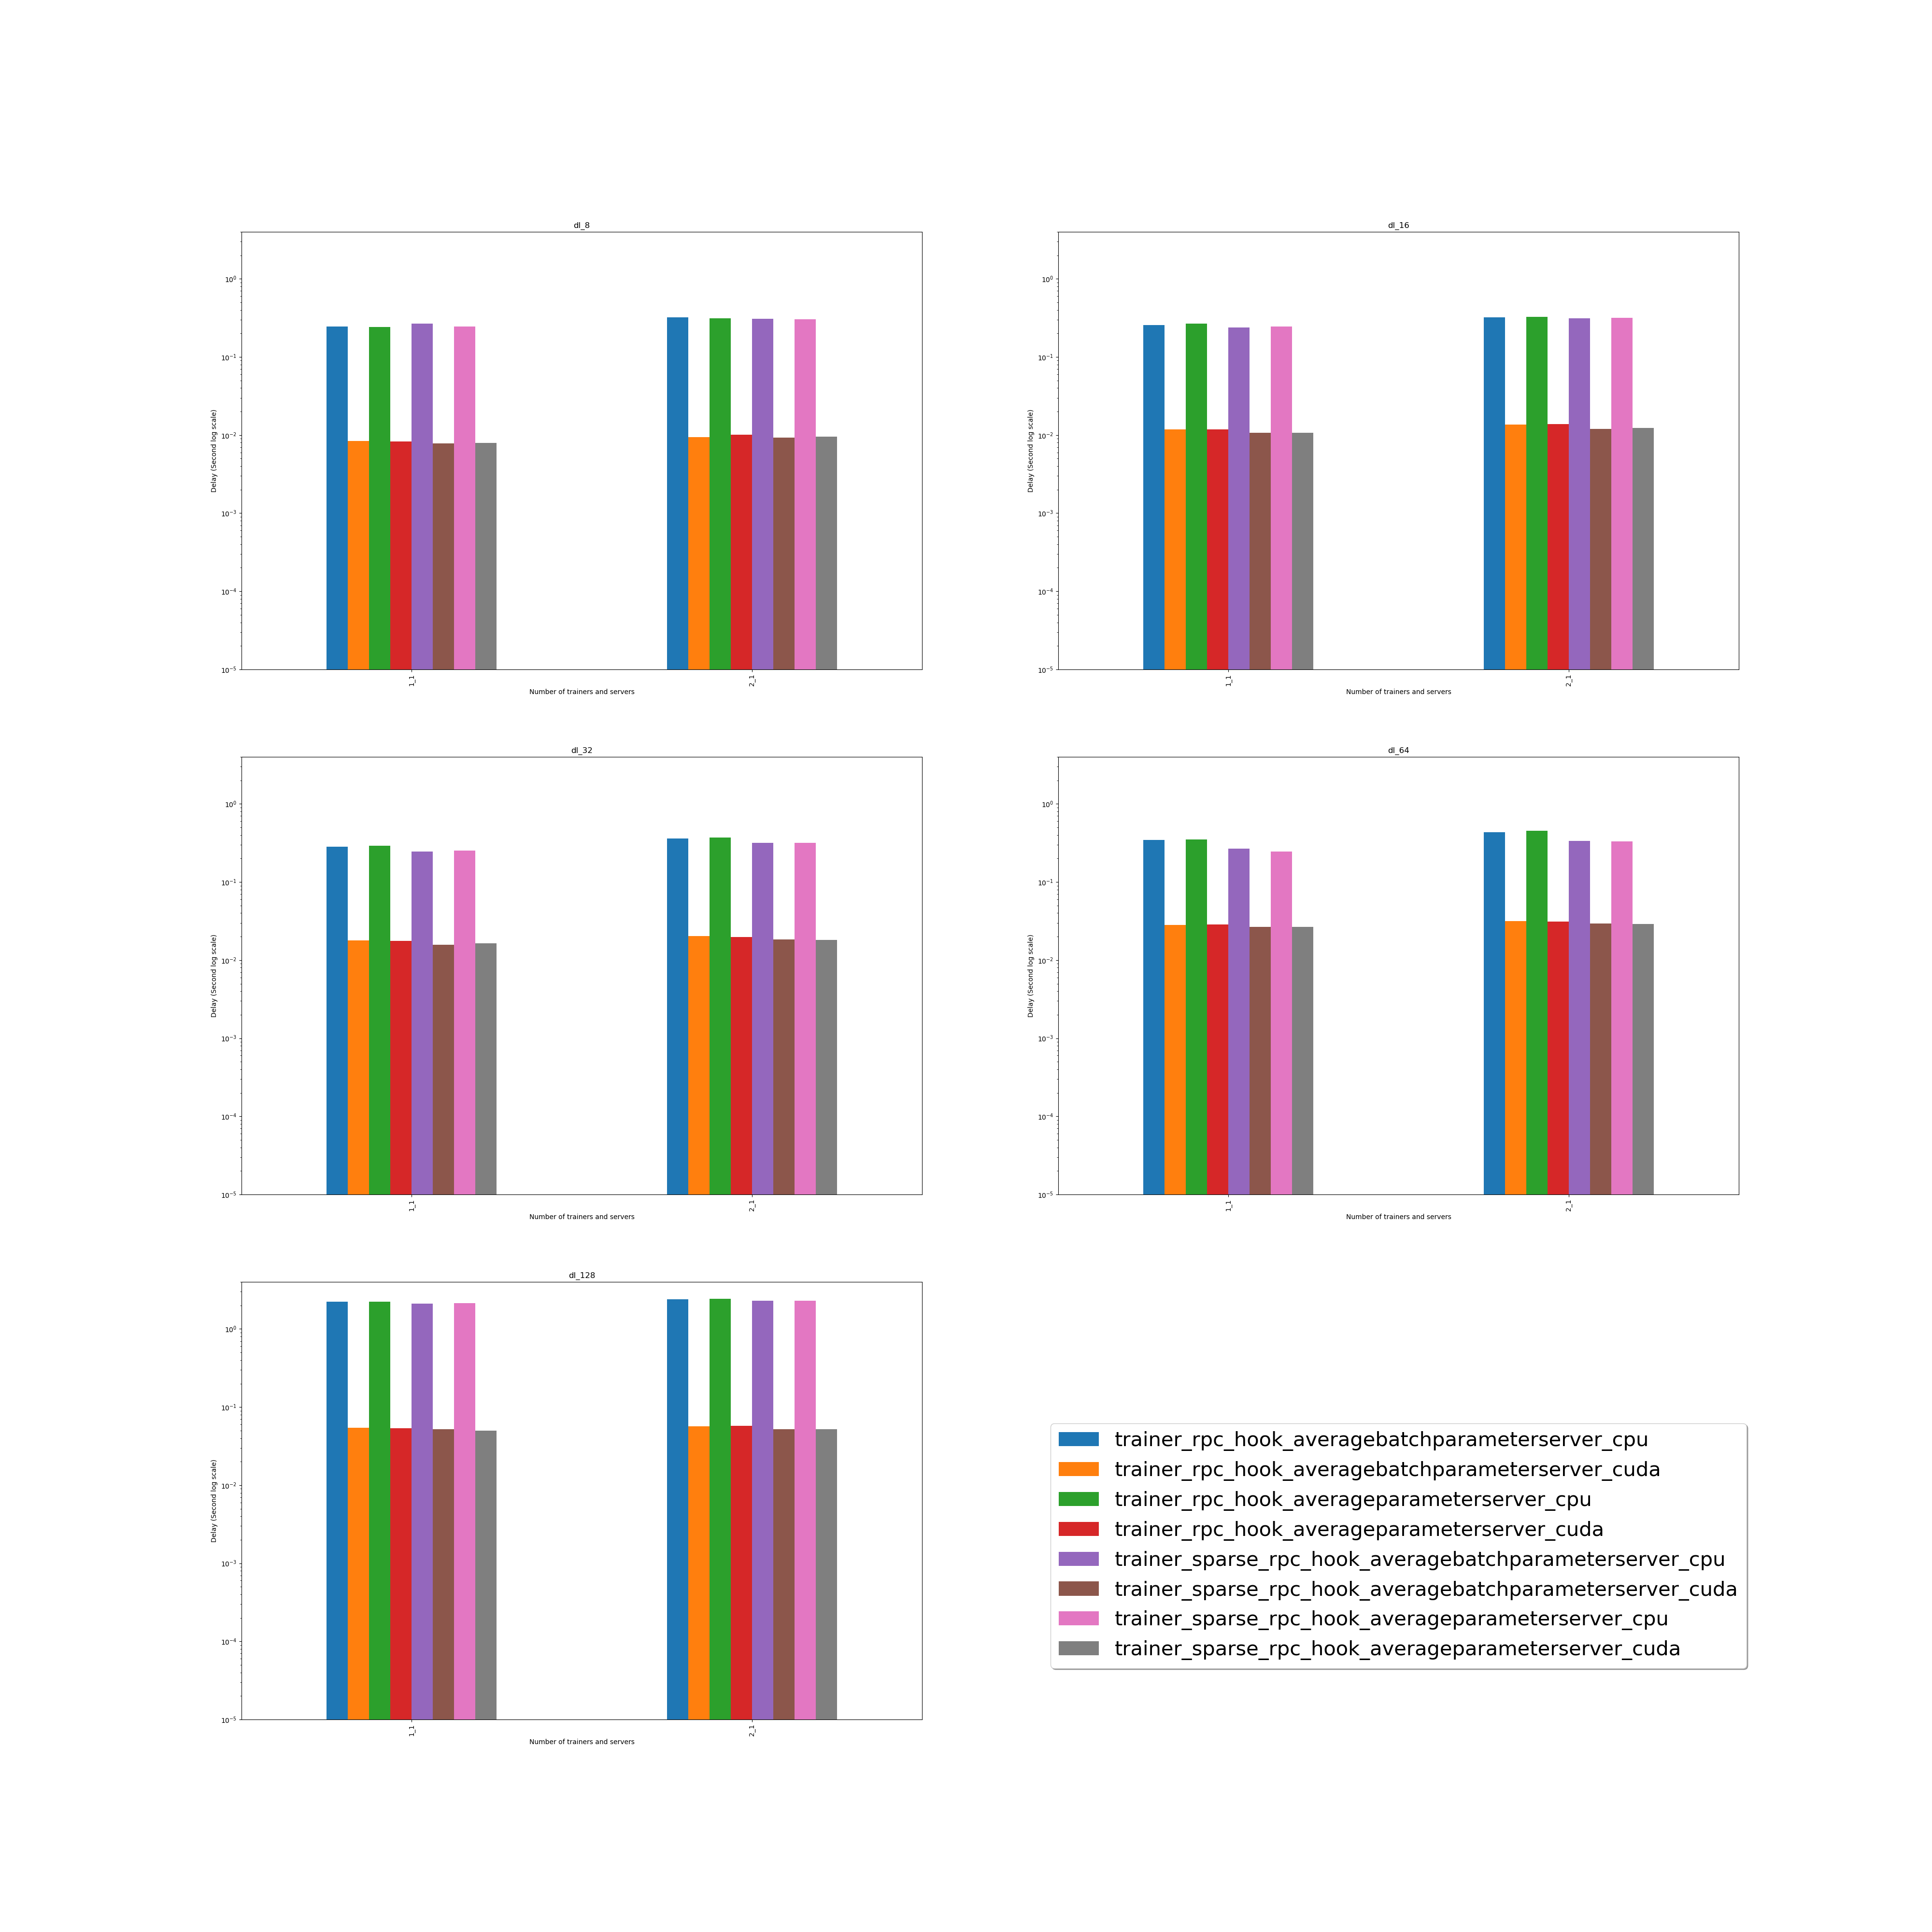 dl_8
10⁰
10⁻¹
10⁻²
10⁻³
10⁻⁴
10⁻⁵
Delay (Second log scale)
1_1
2_1
Number of trainers and servers
dl_16
10⁰
10⁻¹
10⁻²
10⁻³
10⁻⁴
10⁻⁵
Delay (Second log scale)
1_1
2_1
Number of trainers and servers
dl_32
10⁰
10⁻¹
10⁻²
10⁻³
10⁻⁴
10⁻⁵
Delay (Second log scale)
1_1
2_1
Number of trainers and servers
dl_64
10⁰
10⁻¹
10⁻²
10⁻³
10⁻⁴
10⁻⁵
Delay (Second log scale)
1_1
2_1
Number of trainers and servers
dl_128
10⁰
10⁻¹
10⁻²
10⁻³
10⁻⁴
10⁻⁵
Delay (Second log scale)
1_1
2_1
Number of trainers and servers
trainer_rpc_hook_averagebatchparameterserver_cpu
trainer_rpc_hook_averagebatchparameterserver_cuda
trainer_rpc_hook_averageparameterserver_cpu
trainer_rpc_hook_averageparameterserver_cuda
trainer_sparse_rpc_hook_averagebatchparameterserver_cpu
trainer_sparse_rpc_hook_averagebatchparameterserver_cuda
trainer_sparse_rpc_hook_averageparameterserver_cpu
trainer_sparse_rpc_hook_averageparameterserver_cuda